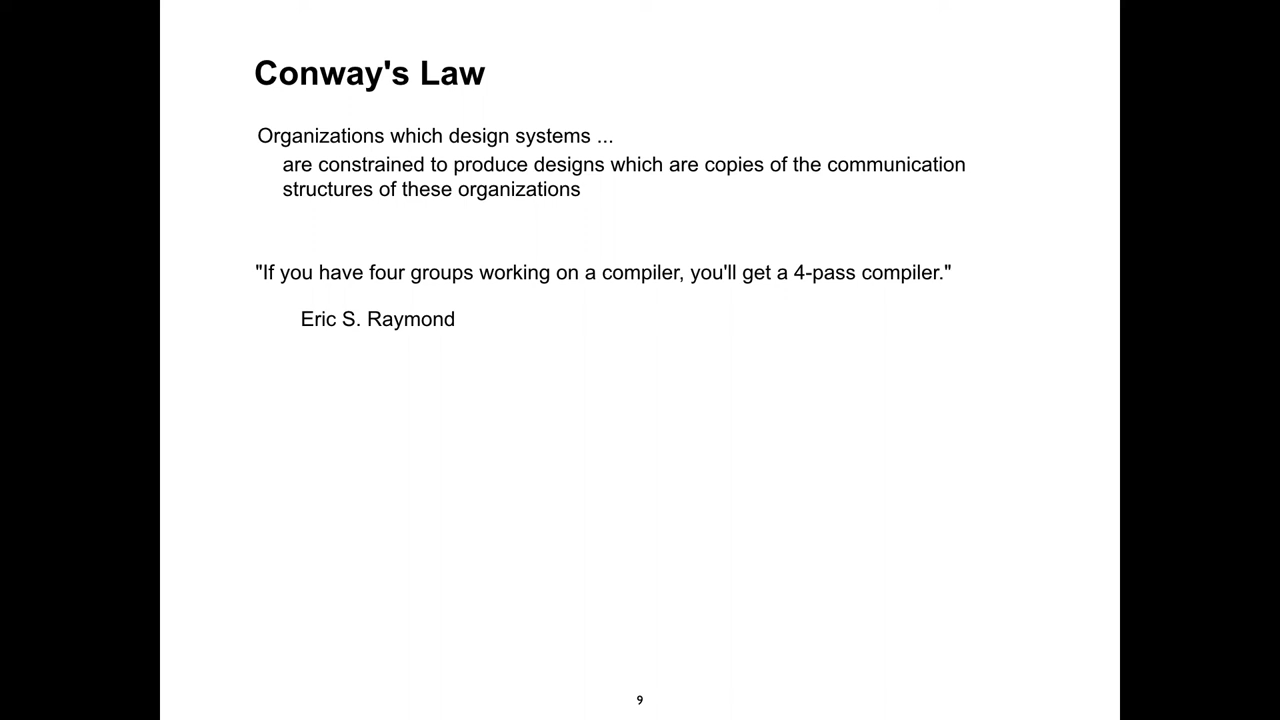 Conway's Law
Organizations which design systems ...
are constrained to produce designs which are copies of the communication
structures of these organizations
"If you have four groups working on a compiler, you'll get a 4-pass compiler."
Eric S. Raymond
9